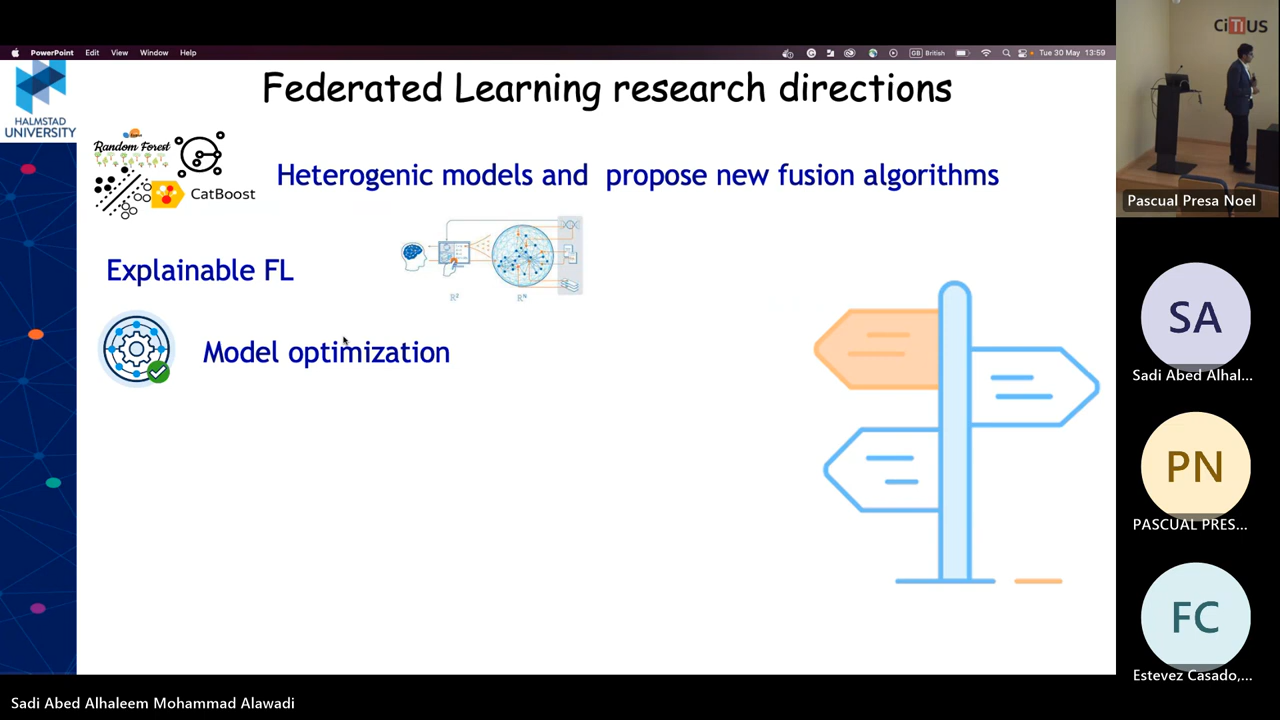 PowerPoint Edit View Window Help
British Tue 30 May 13:59
CiTIUS
HALMSTAD
UNIVERSITY
Federated Learning research directions
Random Forest
CatBoost
Heterogenic models and propose new fusion algorithms
Explainable FL
Model optimization
Pascual Presa Noel
SA
Sadi Abed Alhal...
PN
PASCUAL PRES...
FC
Estevez Casado,...
Sadi Abed Alhaleem Mohammad Alawadi